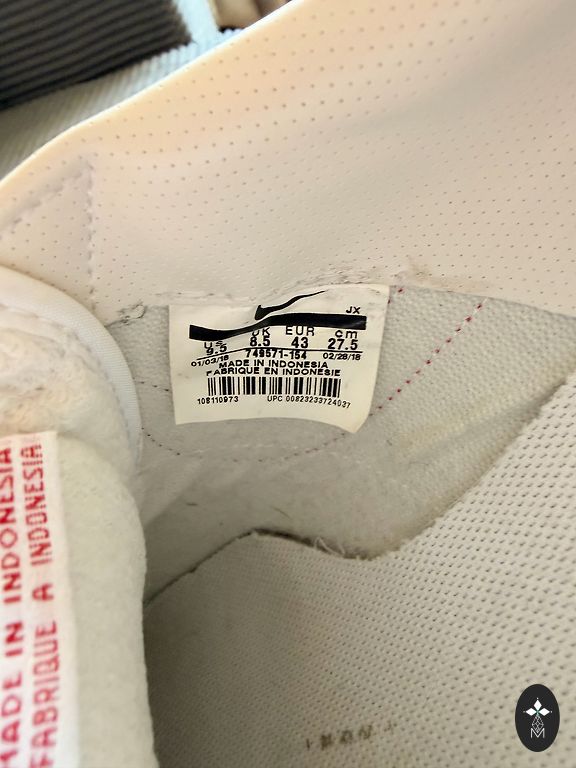 JX
US UK EUR cm
9.5 8.5 43 27.5
01/03/18 749571-154 02/28/18
MADE IN INDONESIA
FABRIQUE EN INDONESIE
108110973 UPC 00823233724037
MADE IN INDONESIA
FABRIQUE A INDONESIA
M